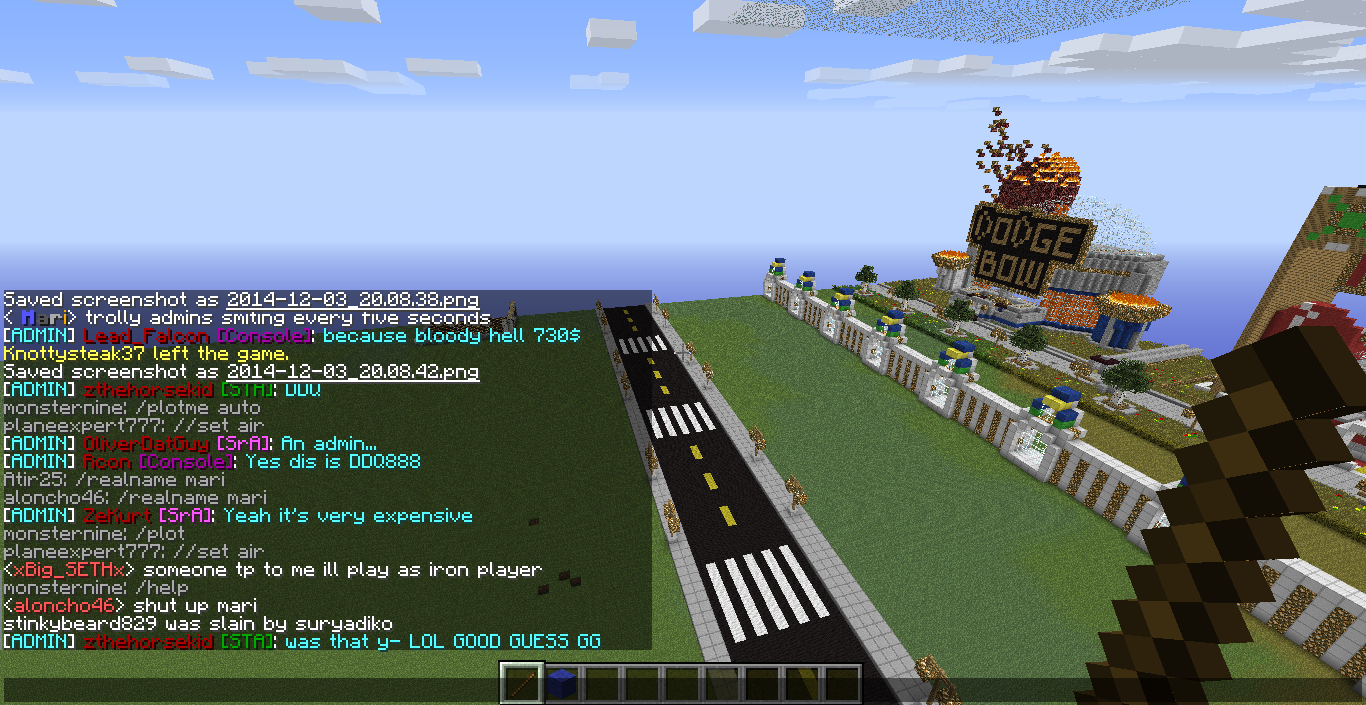 DODGE
BOW
Saved screenshot as 2014-12-03_20.08.38.png
< Mari> trolly admins smiting every five seconds
[ADMIN] Lead_Falcon [Console]: because bloody hell 730$
Knottysteak37 left the game.
Saved screenshot as 2014-12-03_20.08.42.png
[ADMIN] zthehorsekid [STA]: UUU
monsternine: /plotme auto
planeexpert777: //set air
[ADMIN] OliverDatGuy [SrA]: An admin...
[ADMIN] Acon [Console]: Yes dis is DDO888
Atir25: /realname mari
aloncho46: /realname mari
[ADMIN] ZeKurt [SrA]: Yeah it's very expensive
monsternine: /plot
planeexpert777: //set air
<xBig_SETHx> someone tp to me ill play as iron player
monsternine: /help
<aloncho46> shut up mari
stinkybeard829 was slain by suryadiko
[ADMIN] zthehorsekid [STA]: was that y- LOL GOOD GUESS GG